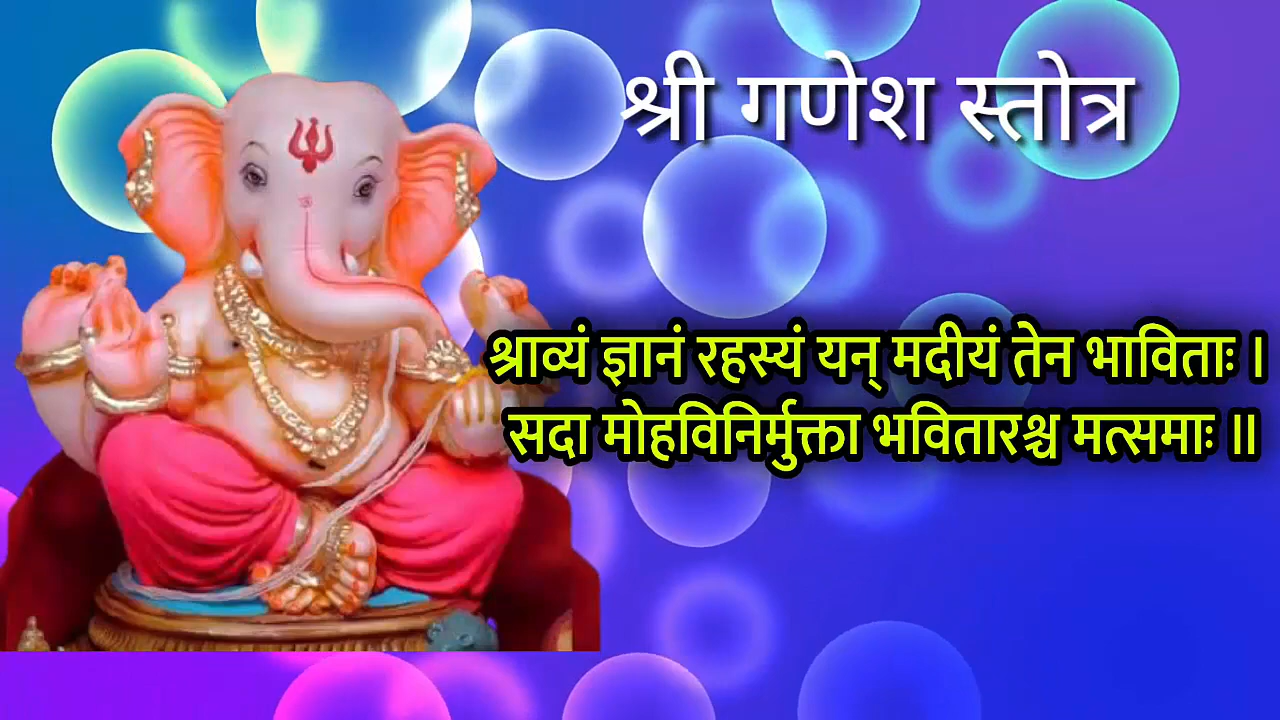 श्री गणेश स्तोत्र
श्राव्यं ज्ञानं रहस्यं यन् मदीयं तेन भाविताः ।
सदा मोहविनिर्मुक्ता भवितारश्च मत्समाः ॥